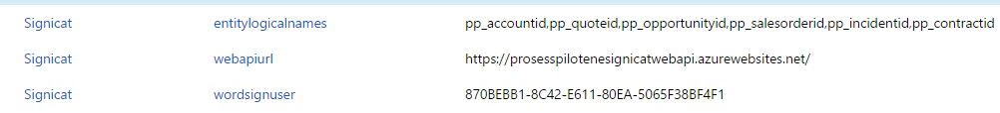 Signicat entitylogicalnames pp_accountid,pp_quoteid,pp_opportunityid,pp_salesorderid,pp_incidentid,pp_contractid
Signicat webapiurl https://prosesspilotenesignicatwebapi.azurewebsites.net/
Signicat wordsignuser 870BEBB1-8C42-E611-80EA-5065F38BF4F1